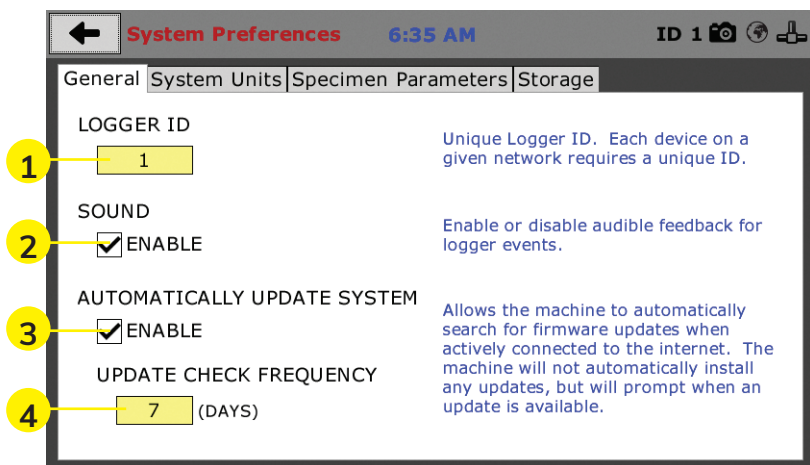 System Preferences 6:35 AM ID 1
General System Units Specimen Parameters Storage
LOGGER ID
1 1
Unique Logger ID. Each device on a
given network requires a unique ID.
SOUND
2 ENABLE
Enable or disable audible feedback for
logger events.
AUTOMATICALLY UPDATE SYSTEM
3 ENABLE
UPDATE CHECK FREQUENCY
4 7 (DAYS)
Allows the machine to automatically
search for firmware updates when
actively connected to the internet. The
machine will not automatically install
any updates, but will prompt when an
update is available.